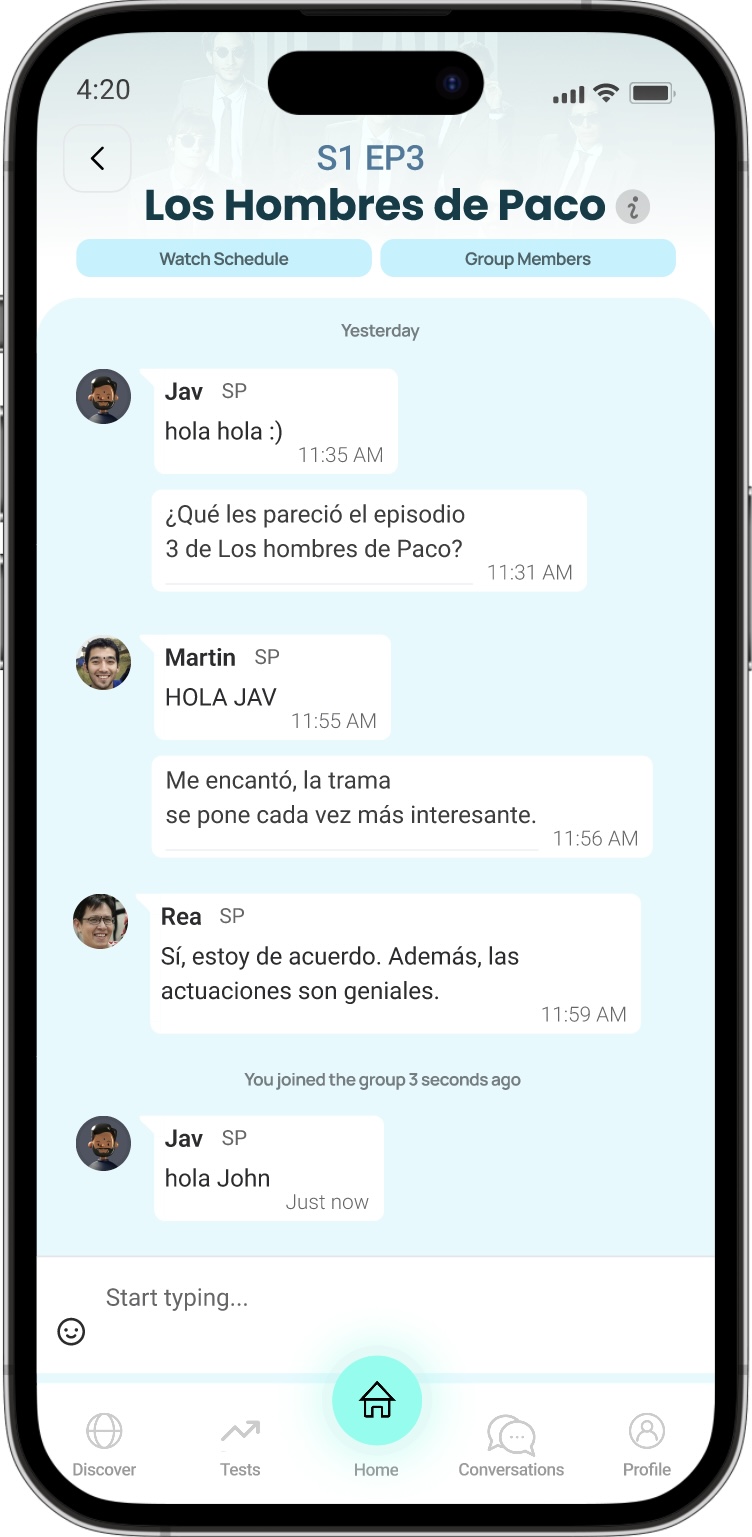 4:20
S1 EP3
Los Hombres de Paco i
Watch Schedule Group Members
Yesterday
Jav SP
hola hola :)
11:35 AM
¿Qué les pareció el episodio
3 de Los hombres de Paco?
11:31 AM
Martin SP
HOLA JAV
11:55 AM
Me encantó, la trama
se pone cada vez más interesante.
11:56 AM
Rea SP
Sí, estoy de acuerdo. Además, las
actuaciones son geniales.
11:59 AM
You joined the group 3 seconds ago
Jav SP
hola John
Just now
Start typing...
Discover Tests Home Conversations Profile